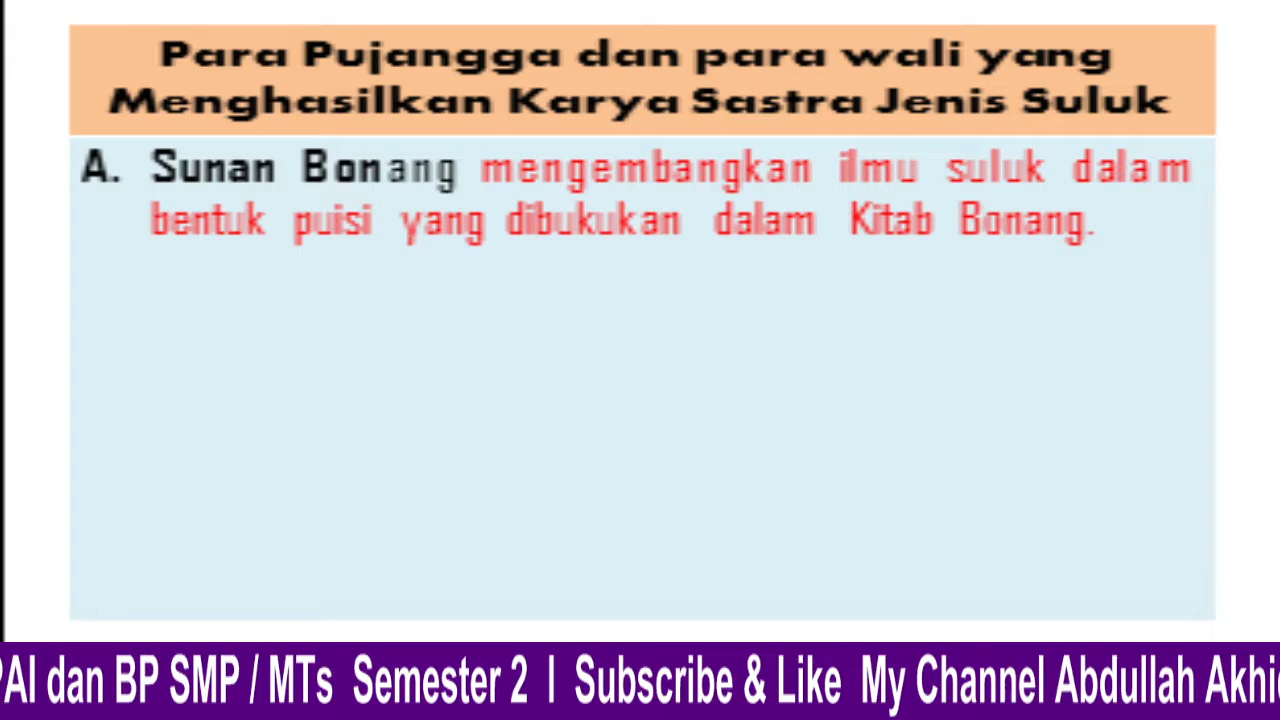 Para Pujangga dan para wali yang
Menghasilkan Karya Sastra Jenis Suluk
A. Sunan Bonang mengembangkan ilmu suluk dalam
bentuk puisi yang dibukukan dalam Kitab Bonang.
PAI dan BP SMP / MTs Semester 2 l Subscribe & Like My Channel Abdullah